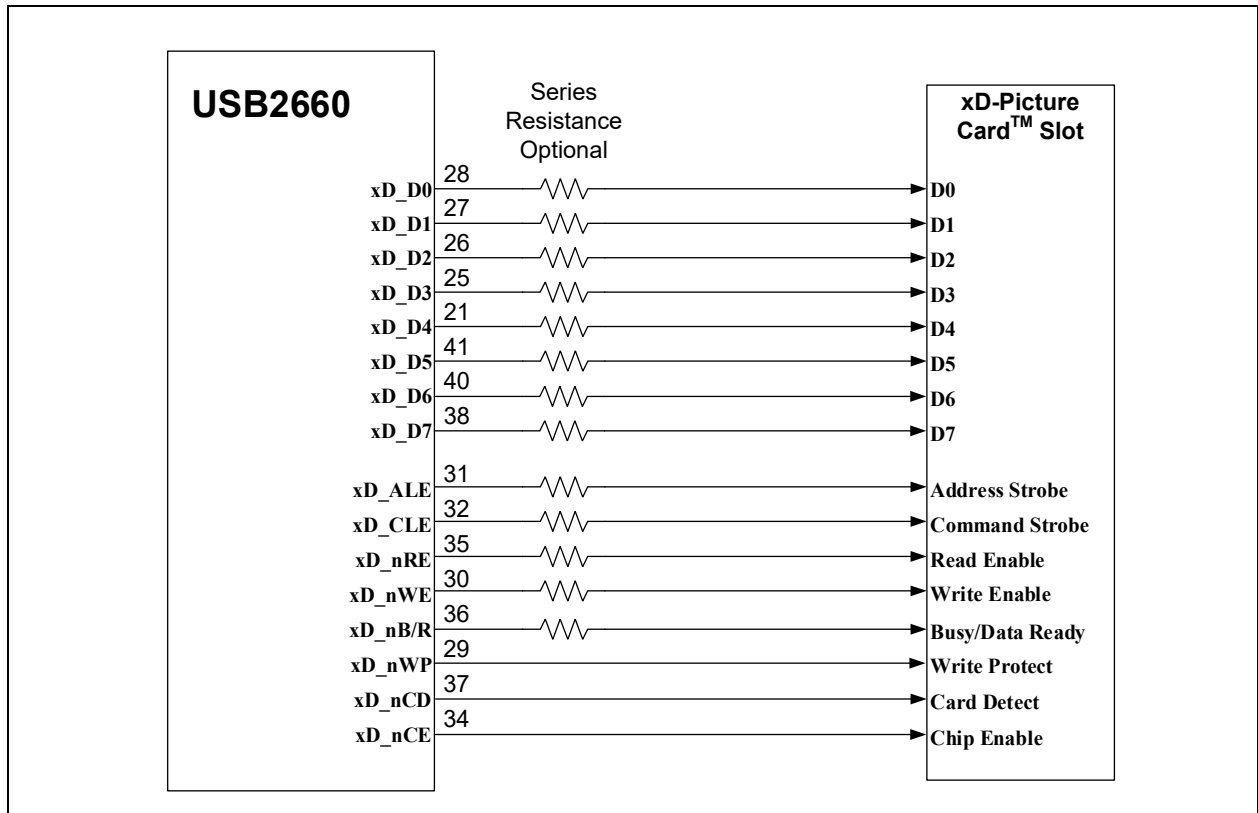 USB2660
Series
Resistance
Optional
xD-Picture
Card™ Slot
xD_D0 28 D0
xD_D1 27 D1
xD_D2 26 D2
xD_D3 25 D3
xD_D4 21 D4
xD_D5 41 D5
xD_D6 40 D6
xD_D7 38 D7
xD_ALE 31 Address Strobe
xD_CLE 32 Command Strobe
xD_nRE 35 Read Enable
xD_nWE 30 Write Enable
xD_nB/R 36 Busy/Data Ready
xD_nWP 29 Write Protect
xD_nCD 37 Card Detect
xD_nCE 34 Chip Enable